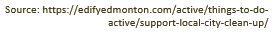 Source: https://edifyedmonton.com/active/things-to-do-
active/support-local-city-clean-up/